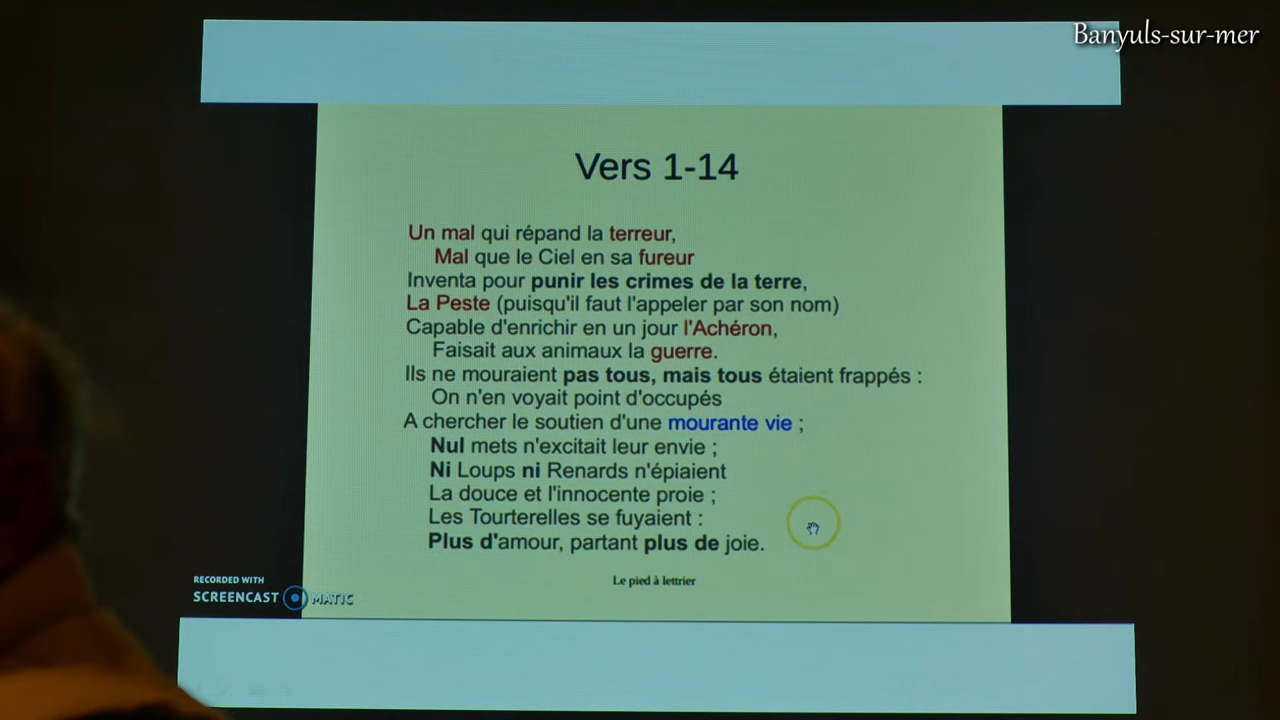 Banyuls-sur-mer
Vers 1-14
Un mal qui répand la terreur,
Mal que le Ciel en sa fureur
Inventa pour punir les crimes de la terre,
La Peste (puisqu'il faut l'appeler par son nom)
Capable d'enrichir en un jour l'Achéron,
Faisait aux animaux la guerre.
Ils ne mouraient pas tous, mais tous étaient frappés :
On n'en voyait point d'occupés
A chercher le soutien d'une mourante vie ;
Nul mets n'excitait leur envie ;
Ni Loups ni Renards n'épiaient
La douce et l'innocente proie ;
Les Tourterelles se fuyaient :
Plus d'amour, partant plus de joie.
Le pied à lettrier
RECORDED WITH
SCREENCAST MATIC